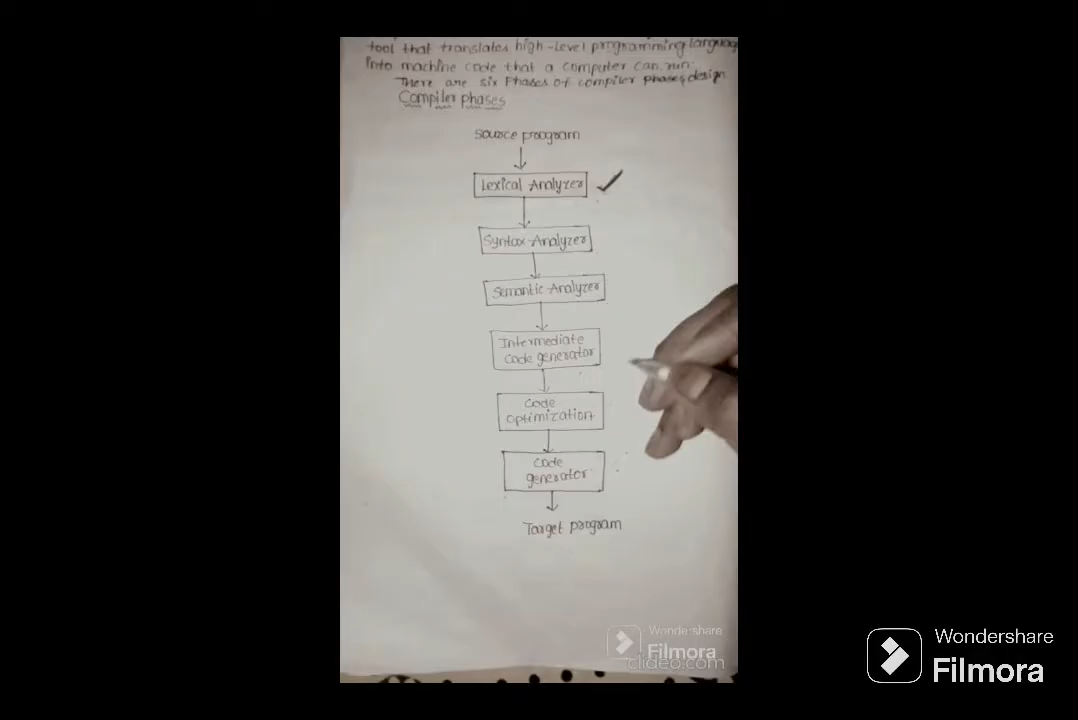 tool that translates high-level programming language
into machine code that a computer can run.
There are six phases of compiler phases design
Compiler phases
source program
Lexical Analyzer
Syntax-Analyzer
Semantic-Analyzer
Intermediate
Code generator
Code
Optimization
Code
generator
Target program
Wondershare
Filmora
clideo.com
Wondershare
Filmora